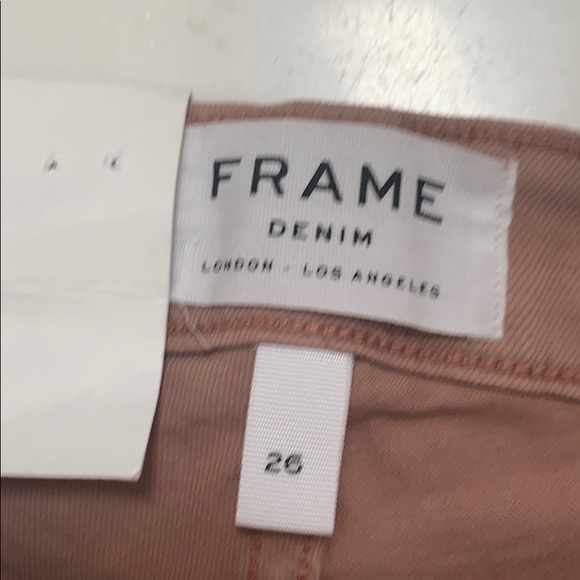 FRAME
DENIM
LONDON - LOS ANGELES
26